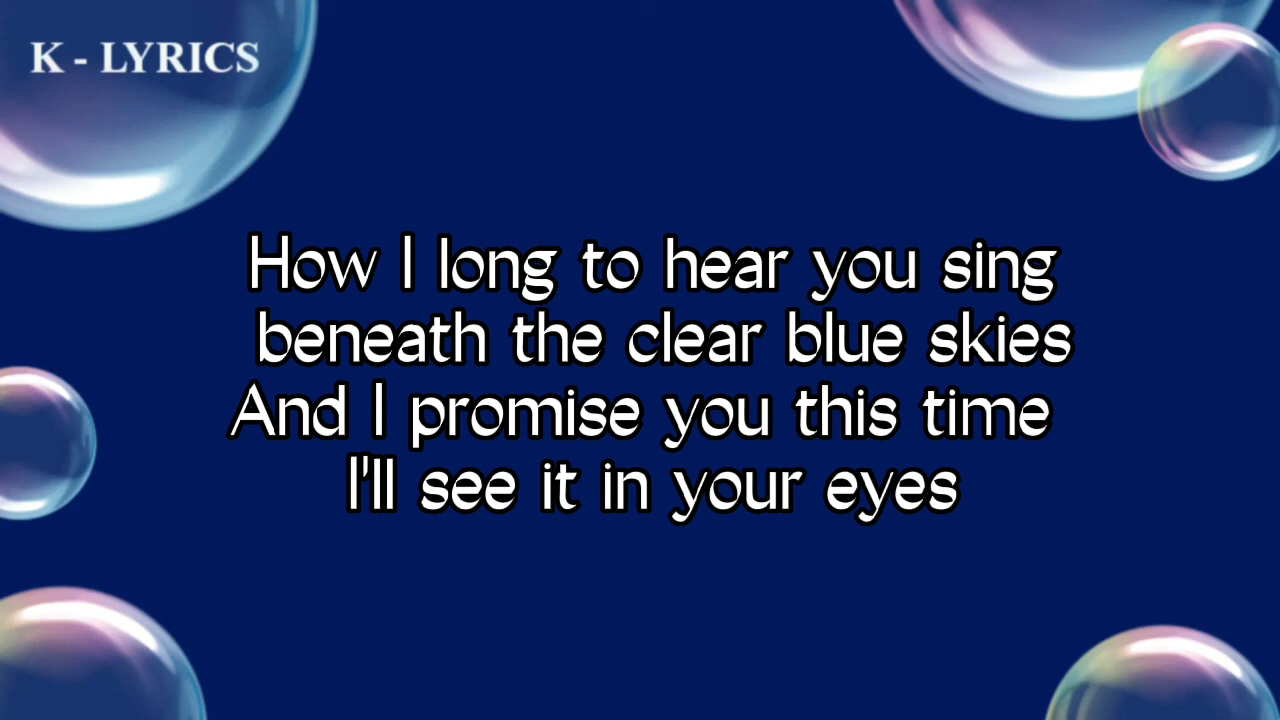 K - LYRICS
How I long to hear you sing
beneath the clear blue skies
And I promise you this time
I'll see it in your eyes